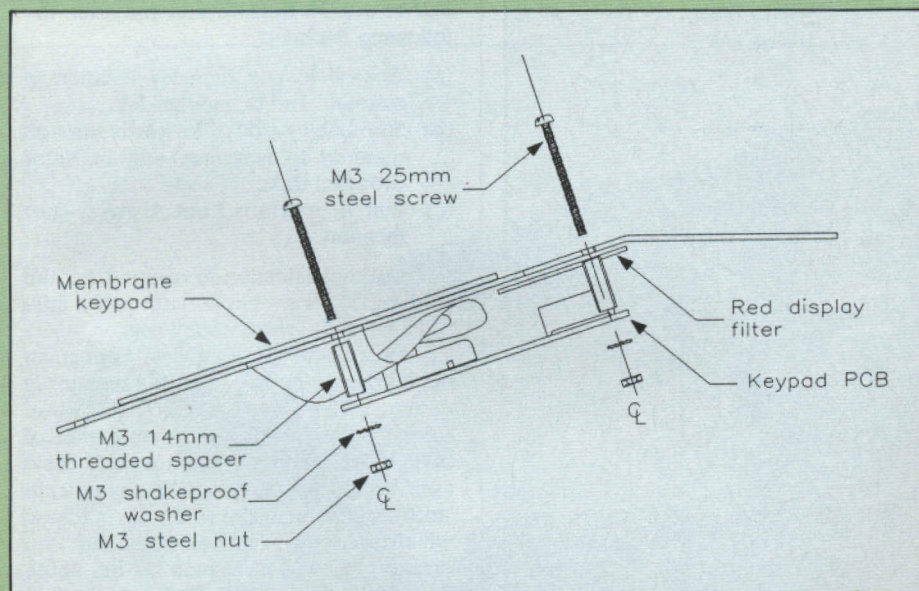 M3 25mm
steel screw
Membrane
keypad
Red display
filter
Keypad PCB
M3 14mm
threaded spacer
M3 shakeproof
washer
M3 steel nut
℄
℄